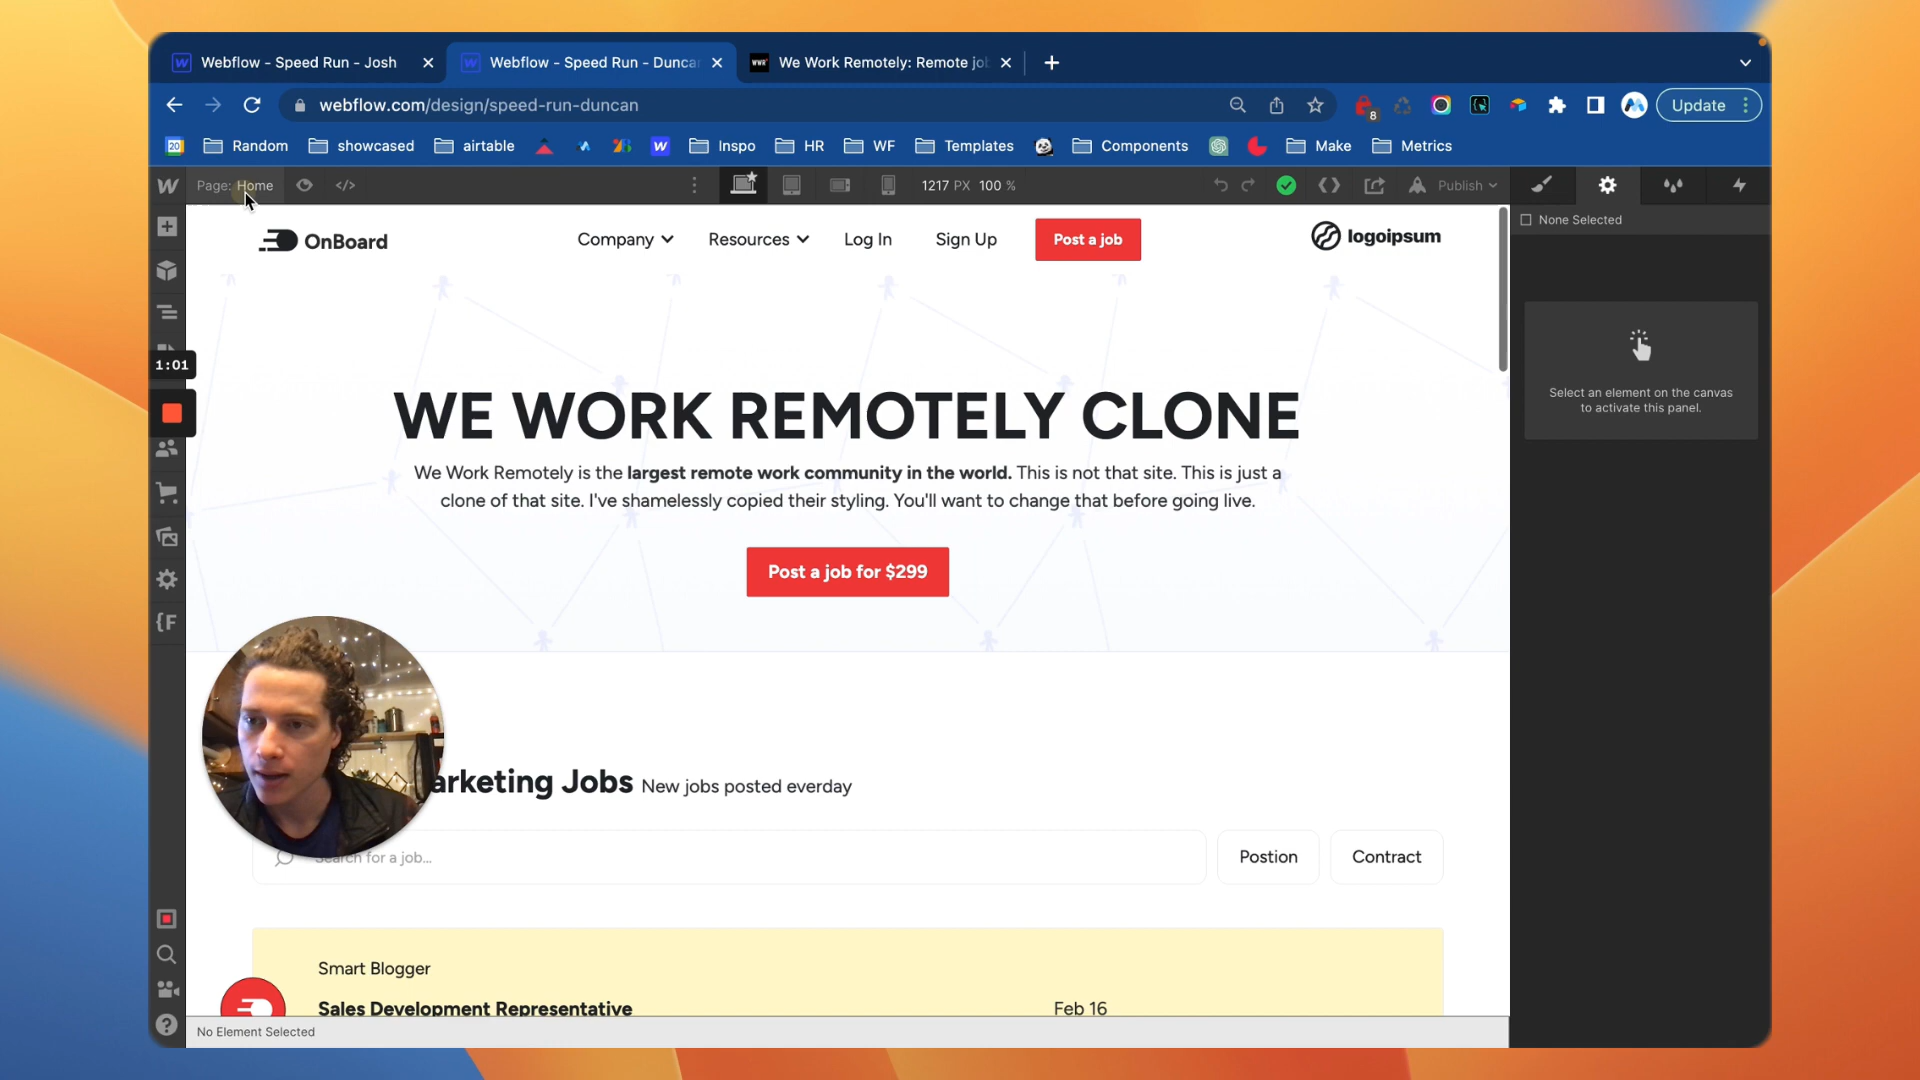 Webflow - Speed Run - Josh
Webflow - Speed Run - Dunca
We Work Remotely: Remote jo
webflow.com/design/speed-run-duncan
8
Update
20
Random
showcased
airtable
Inspo
HR
WF
Templates
Components
Make
Metrics
Page: Home
1217 PX 100 %
Publish
None Selected
OnBoard
Company
Resources
Log In
Sign Up
Post a job
logoipsum
Select an element on the canvas
to activate this panel.
1:01
WE WORK REMOTELY CLONE
We Work Remotely is the largest remote work community in the world. This is not that site. This is just a
clone of that site. I've shamelessly copied their styling. You'll want to change that before going live.
Post a job for $299
{F
arketing Jobs New jobs posted everday
Search for a job...
Postion
Contract
Smart Blogger
Sales Development Representative
Feb 16
No Element Selected